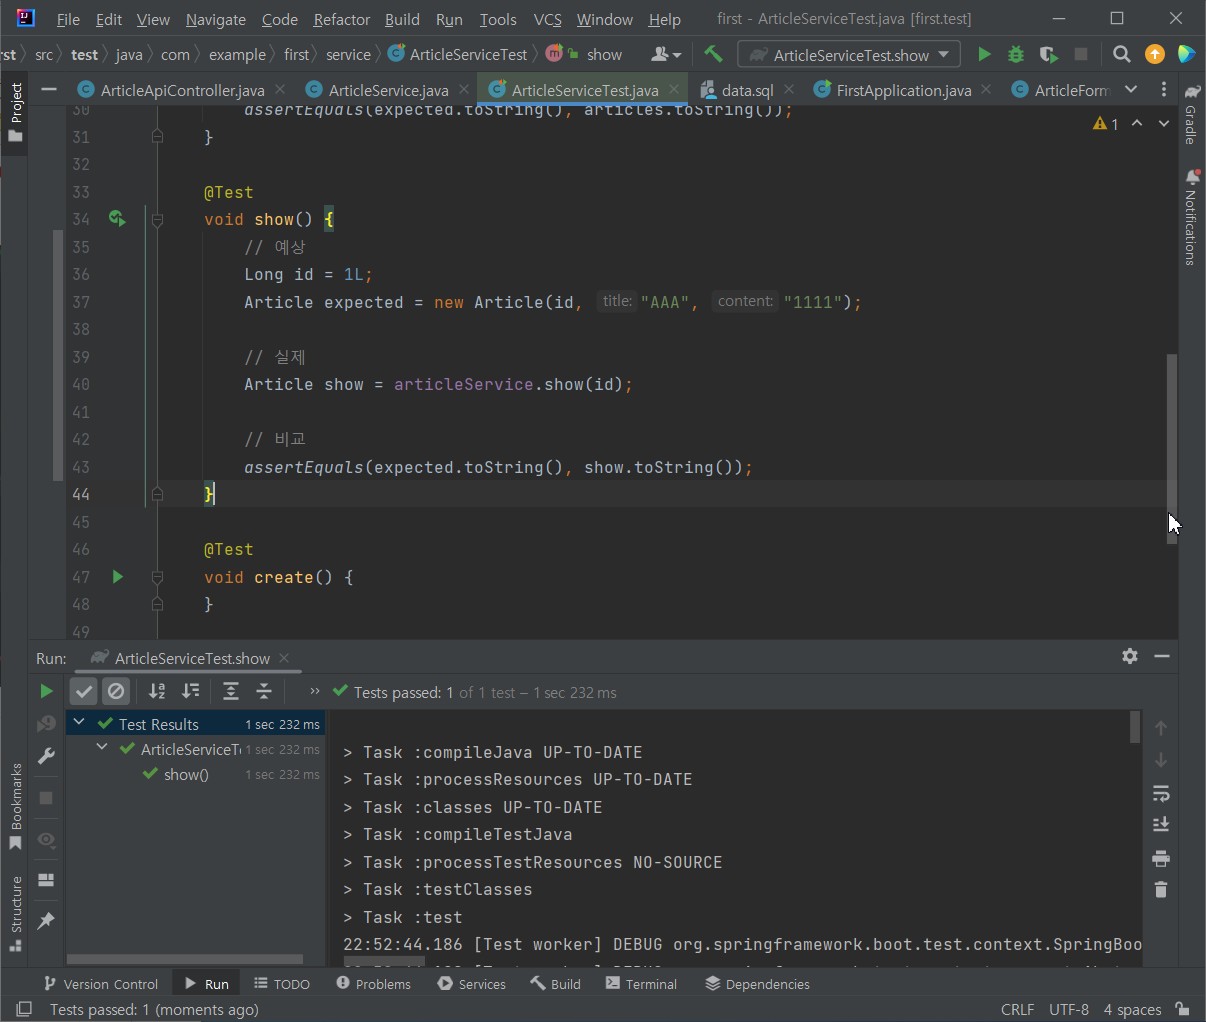 File Edit View Navigate Code Refactor Build Run Tools VCS Window Help first - ArticleServiceTest.java [first.test]
rst src test java com example first service ArticleServiceTest m show ArticleServiceTest.show
ArticleApiController.java ArticleService.java ArticleServiceTest.java data.sql FirstApplication.java ArticleForm
Project
Gradle
Notifications
30 assertEquals(expected.toString(), articles.toString());
1
31 }
32
33 @Test
34 void show() {
35 // 예상
36 Long id = 1L;
37 Article expected = new Article(id, title: "AAA", content: "1111");
38
39 // 실제
40 Article show = articleService.show(id);
41
42 // 비교
43 assertEquals(expected.toString(), show.toString());
44 }
45
46 @Test
47 void create() {
48 }
49
Run: ArticleServiceTest.show
Tests passed: 1 of 1 test – 1 sec 232 ms
Test Results 1 sec 232 ms
ArticleServiceT 1 sec 232 ms
show() 1 sec 232 ms
> Task :compileJava UP-TO-DATE
> Task :processResources UP-TO-DATE
> Task :classes UP-TO-DATE
> Task :compileTestJava
> Task :processTestResources NO-SOURCE
> Task :testClasses
> Task :test
22:52:44.186 [Test worker] DEBUG org.springframework.boot.test.context.SpringBoo
Bookmarks
Structure
Version Control Run TODO Problems Services Build Terminal Dependencies
Tests passed: 1 (moments ago) CRLF UTF-8 4 spaces